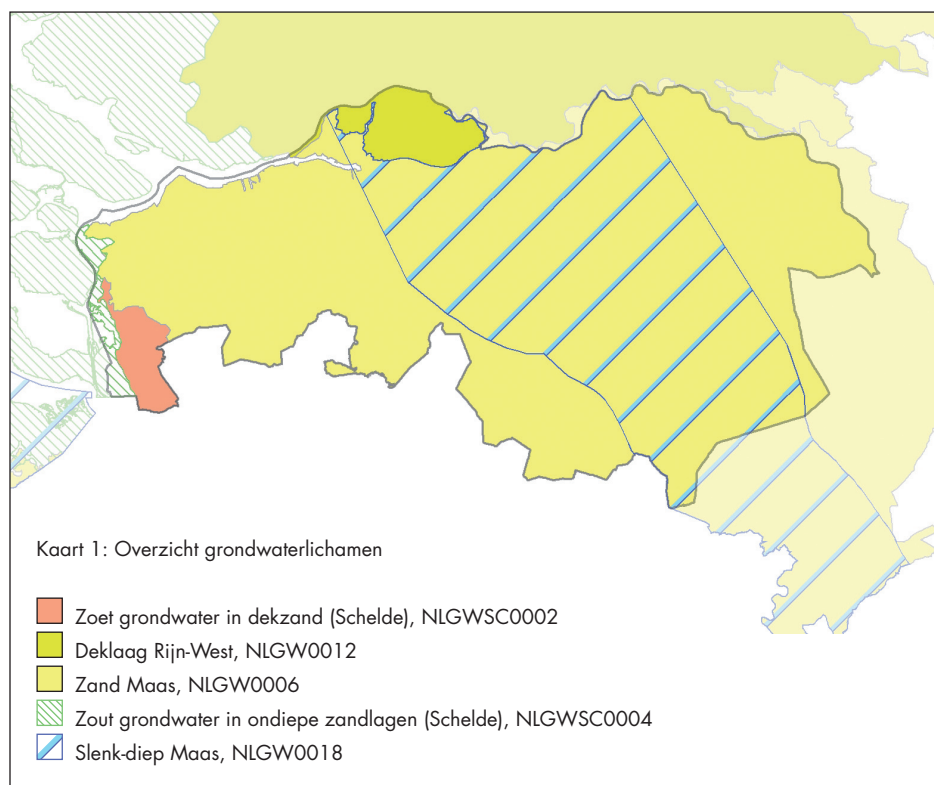 Kaart 1: Overzicht grondwaterlichamen
Zoet grondwater in dekzand (Schelde), NLGWSC0002
Deklaag Rijn-West, NLGW0012
Zand Maas, NLGW0006
Zout grondwater in ondiepe zandlagen (Schelde), NLGWSC0004
Slenk-diep Maas, NLGW0018